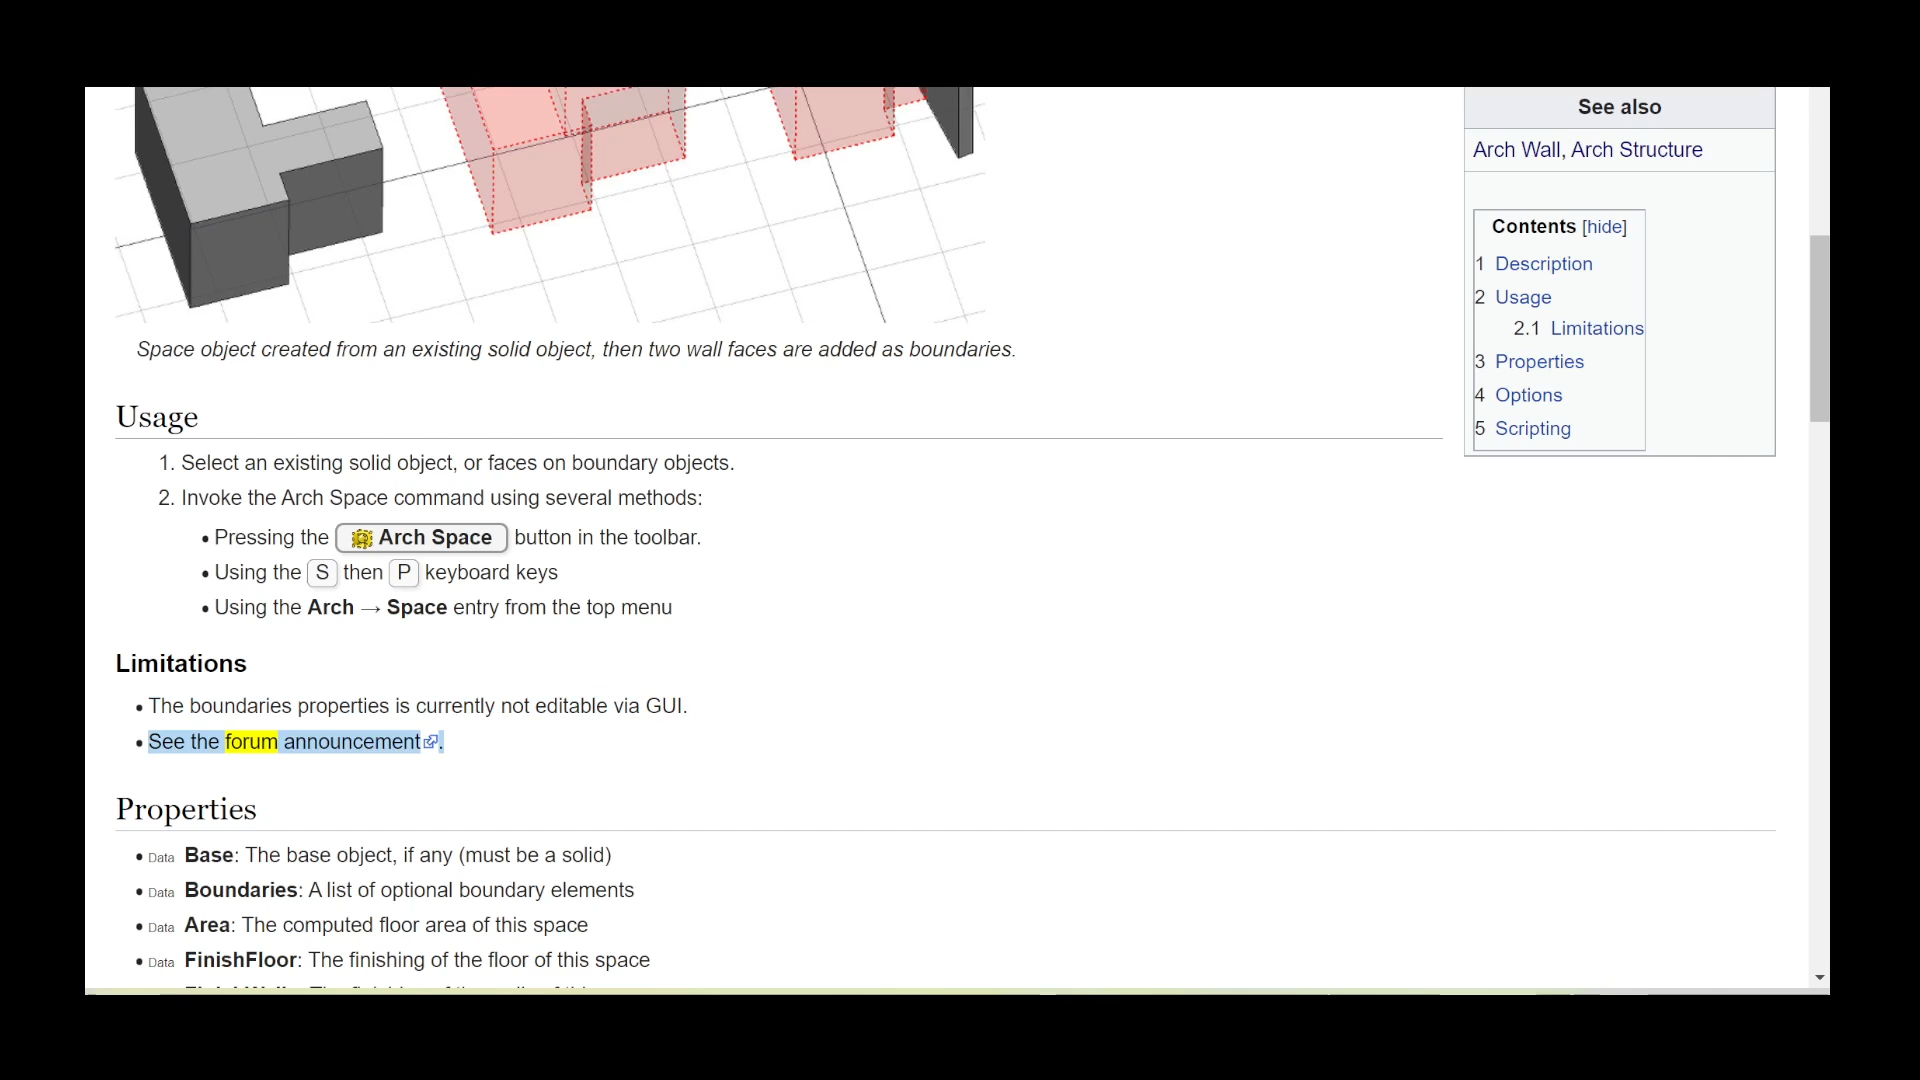 See also
Arch Wall, Arch Structure
Contents [hide]
1 Description
2 Usage
2.1 Limitations
3 Properties
4 Options
5 Scripting
Space object created from an existing solid object, then two wall faces are added as boundaries.
Usage
1. Select an existing solid object, or faces on boundary objects.
2. Invoke the Arch Space command using several methods:
• Pressing the Arch Space button in the toolbar.
• Using the S then P keyboard keys
• Using the Arch → Space entry from the top menu
Limitations
• The boundaries properties is currently not editable via GUI.
• See the forum announcement.
Properties
• Data Base: The base object, if any (must be a solid)
• Data Boundaries: A list of optional boundary elements
• Data Area: The computed floor area of this space
• Data FinishFloor: The finishing of the floor of this space